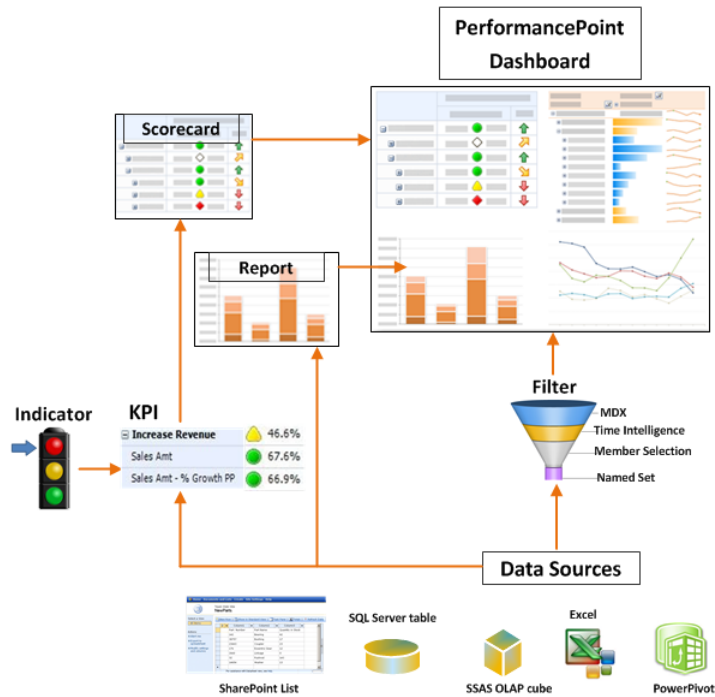 PerformancePoint
Dashboard
Scorecard
Report
Filter
MDX
Time Intelligence
Member Selection
Named Set
Indicator
KPI
Increase Revenue 46.6%
Sales Amt 67.6%
Sales Amt - % Growth PP 66.9%
Data Sources
SQL Server table
Excel
SharePoint List
SSAS OLAP cube
PowerPivot